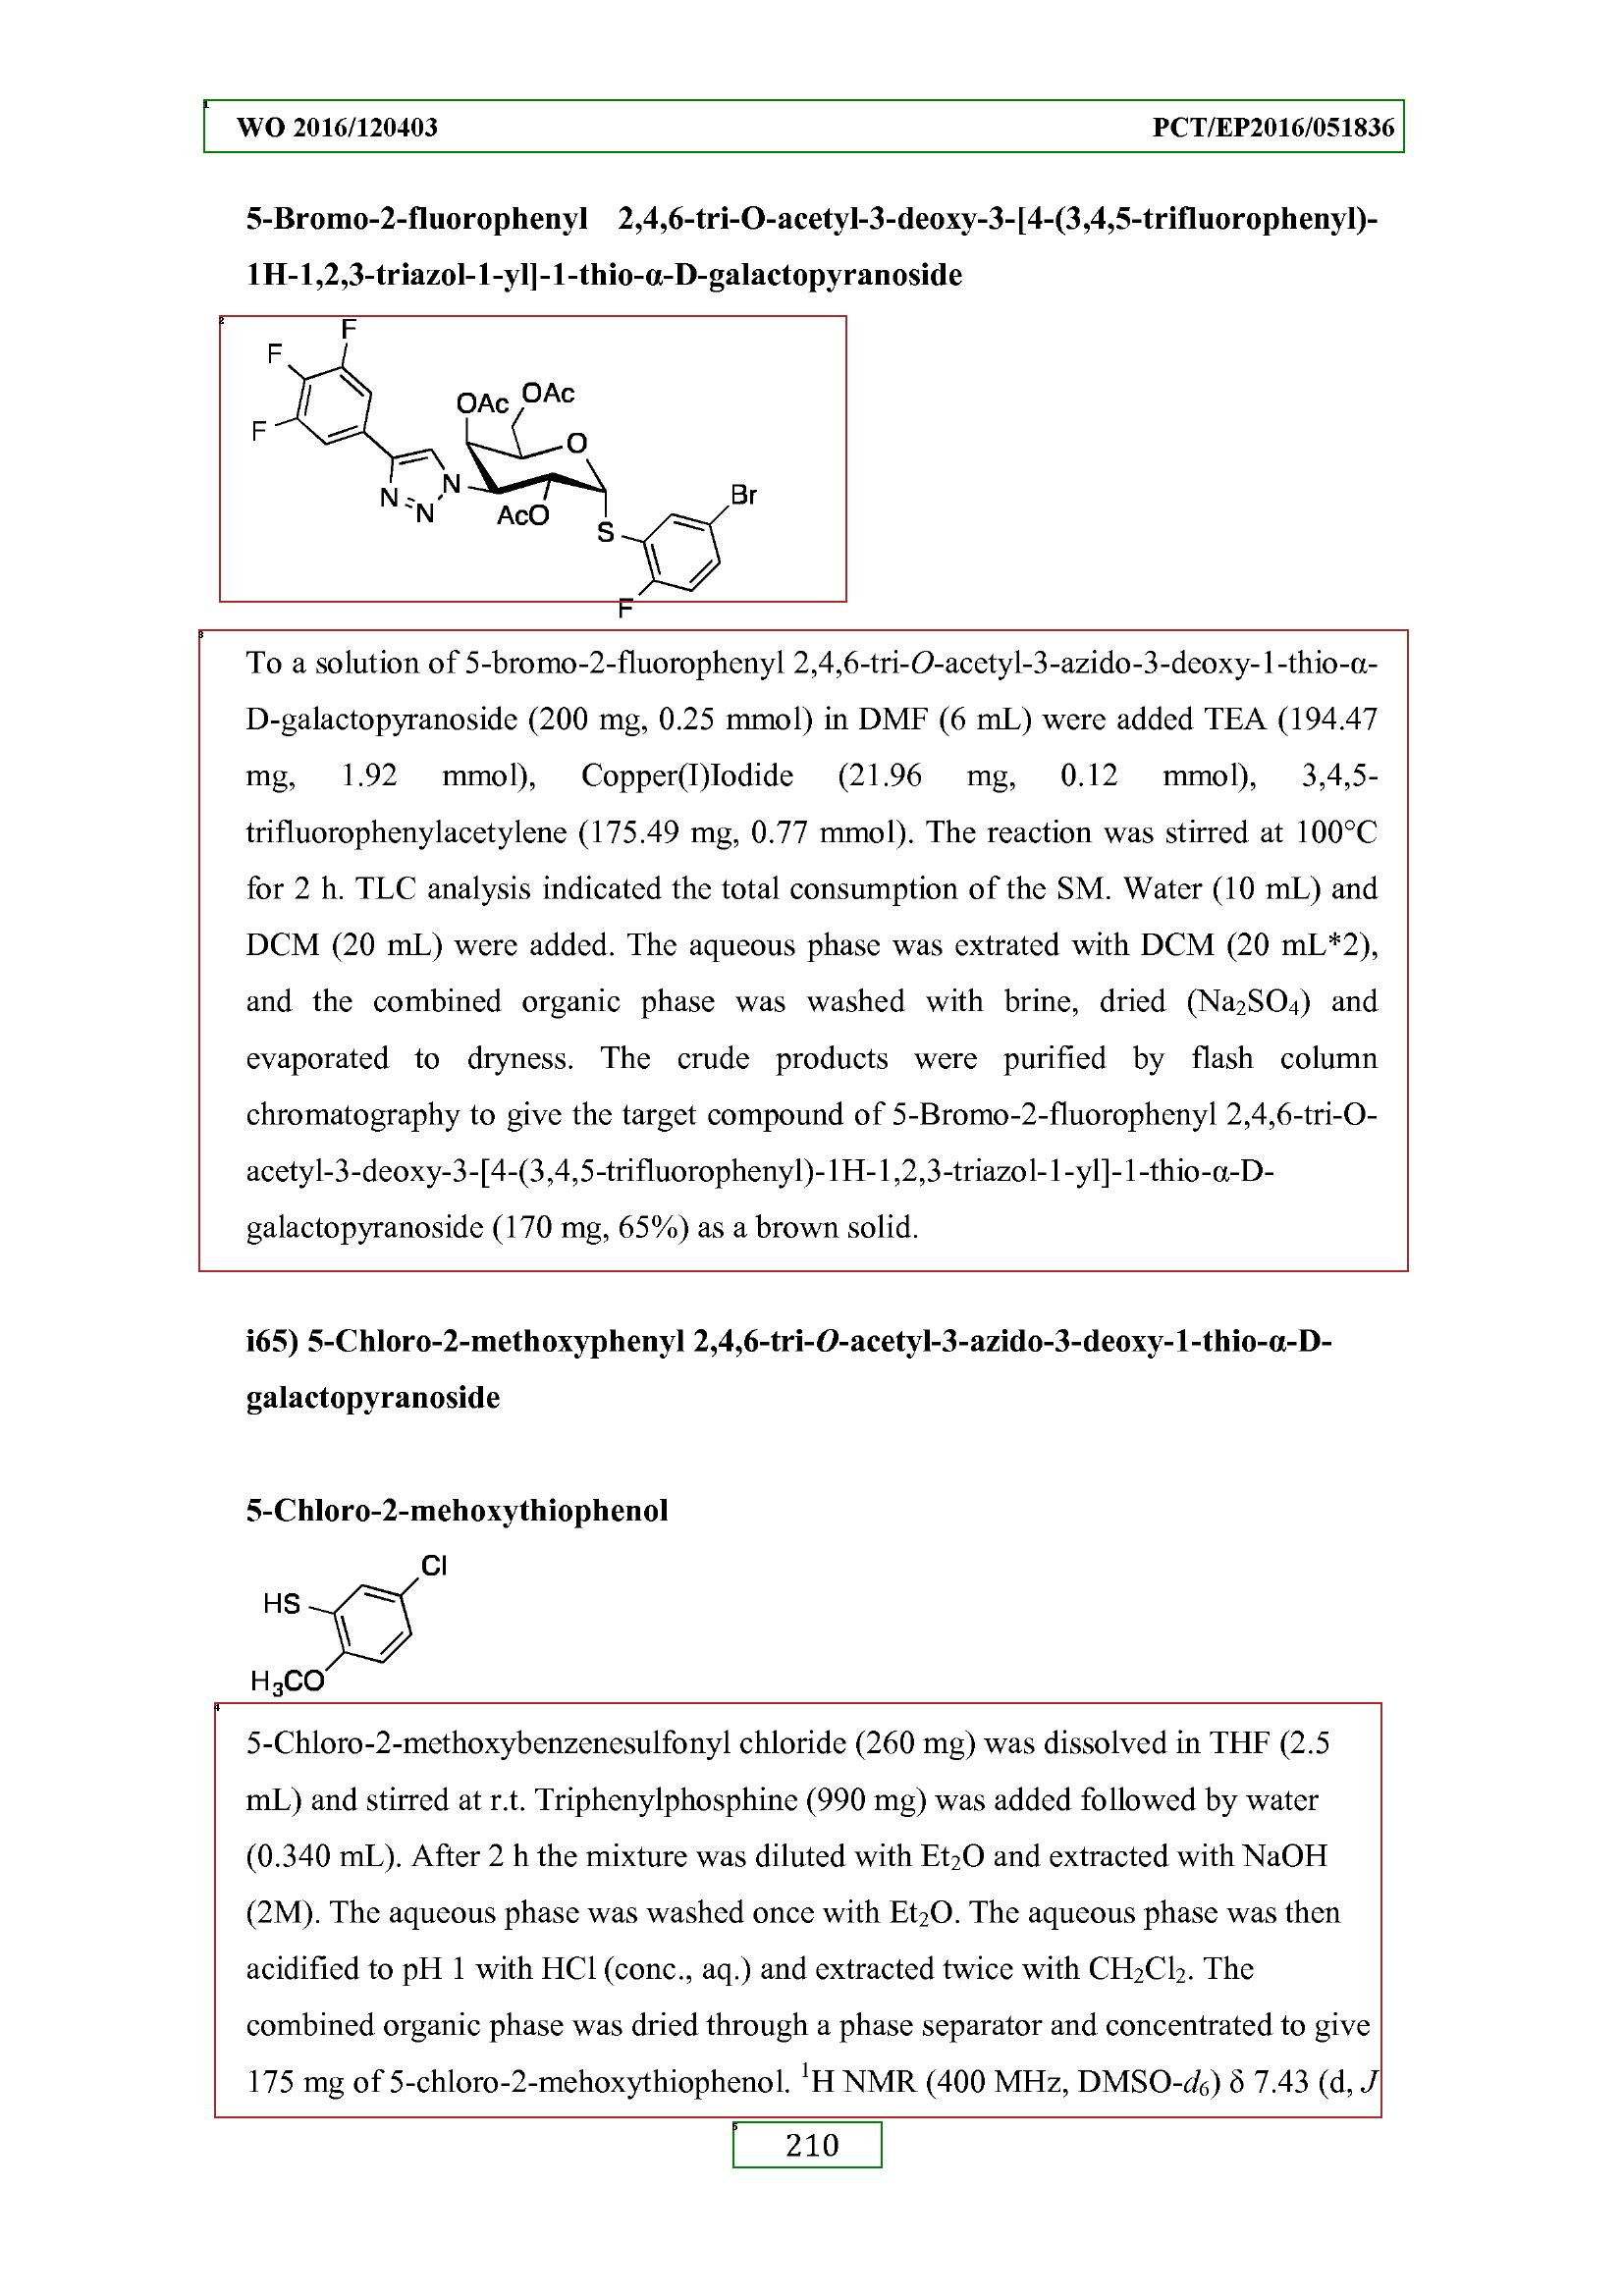 WO 2016/120403 PCT/EP2016/051836
5-Bromo-2-fluorophenyl 2,4,6-tri-O-acetyl-3-deoxy-3-[4-(3,4,5-trifluorophenyl)-
1H-1,2,3-triazol-1-yl]-1-thio-α-D-galactopyranoside
2
F
F
F
OAc
OAc
O
N
N
N
AcO
S
Br
F
3
To a solution of 5-bromo-2-fluorophenyl 2,4,6-tri-O-acetyl-3-azido-3-deoxy-1-thio-α-
D-galactopyranoside (200 mg, 0.25 mmol) in DMF (6 mL) were added TEA (194.47
mg, 1.92 mmol), Copper(I)Iodide (21.96 mg, 0.12 mmol), 3,4,5-
trifluorophenylacetylene (175.49 mg, 0.77 mmol). The reaction was stirred at 100°C
for 2 h. TLC analysis indicated the total consumption of the SM. Water (10 mL) and
DCM (20 mL) were added. The aqueous phase was extrated with DCM (20 mL*2),
and the combined organic phase was washed with brine, dried (Na₂SO₄) and
evaporated to dryness. The crude products were purified by flash column
chromatography to give the target compound of 5-Bromo-2-fluorophenyl 2,4,6-tri-O-
acetyl-3-deoxy-3-[4-(3,4,5-trifluorophenyl)-1H-1,2,3-triazol-1-yl]-1-thio-α-D-
galactopyranoside (170 mg, 65%) as a brown solid.
i65) 5-Chloro-2-methoxyphenyl 2,4,6-tri-O-acetyl-3-azido-3-deoxy-1-thio-α-D-
galactopyranoside
5-Chloro-2-mehoxythiophenol
Cl
HS
H₃CO
4
5-Chloro-2-methoxybenzenesulfonyl chloride (260 mg) was dissolved in THF (2.5
mL) and stirred at r.t. Triphenylphosphine (990 mg) was added followed by water
(0.340 mL). After 2 h the mixture was diluted with Et₂O and extracted with NaOH
(2M). The aqueous phase was washed once with Et₂O. The aqueous phase was then
acidified to pH 1 with HCl (conc., aq.) and extracted twice with CH₂Cl₂. The
combined organic phase was dried through a phase separator and concentrated to give
175 mg of 5-chloro-2-mehoxythiophenol. ¹H NMR (400 MHz, DMSO-d₆) δ 7.43 (d, J
5
210